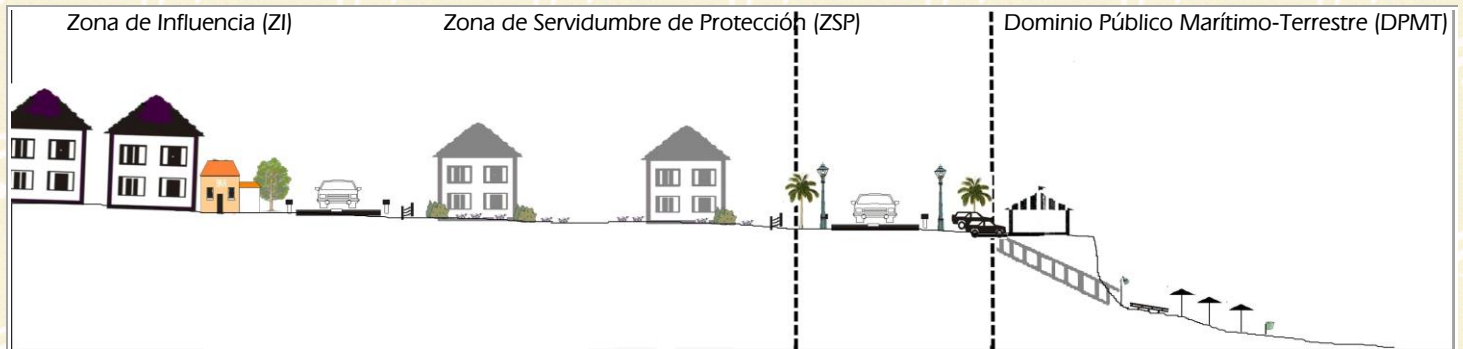 Zona de Influencia (ZI)
Zona de Servidumbre de Protección (ZSP)
Dominio Público Marítimo-Terrestre (DPMT)